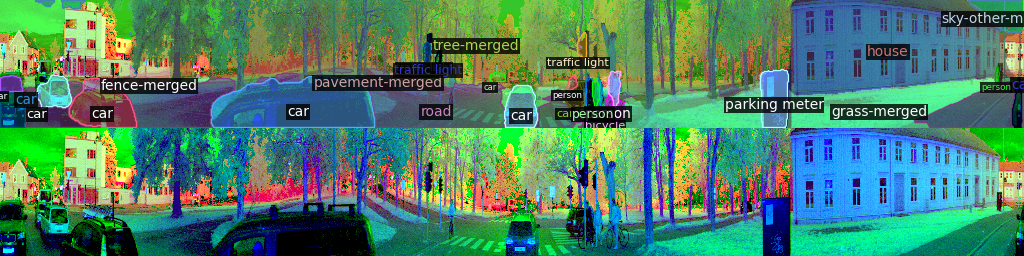 sky-other-m
tree-merged
house
traffic light
traffic light
fence-merged
pavement-merged
car
person
person
car
car
parking meter
car
car
car
road
car
person
on
grass-merged
bicycle